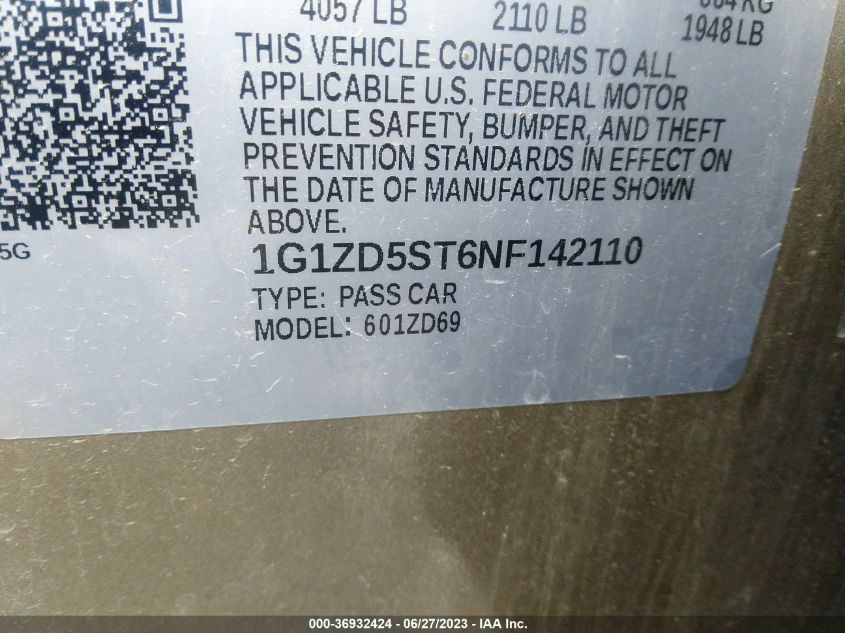 4057 LB 2110 LB 1948 LB
THIS VEHICLE CONFORMS TO ALL
APPLICABLE U.S. FEDERAL MOTOR
VEHICLE SAFETY, BUMPER, AND THEFT
PREVENTION STANDARDS IN EFFECT ON
THE DATE OF MANUFACTURE SHOWN
ABOVE.
5G
1G1ZD5ST6NF142110
TYPE: PASS CAR
MODEL: 601ZD69
000-36932424 - 06/27/2023 - IAA Inc.